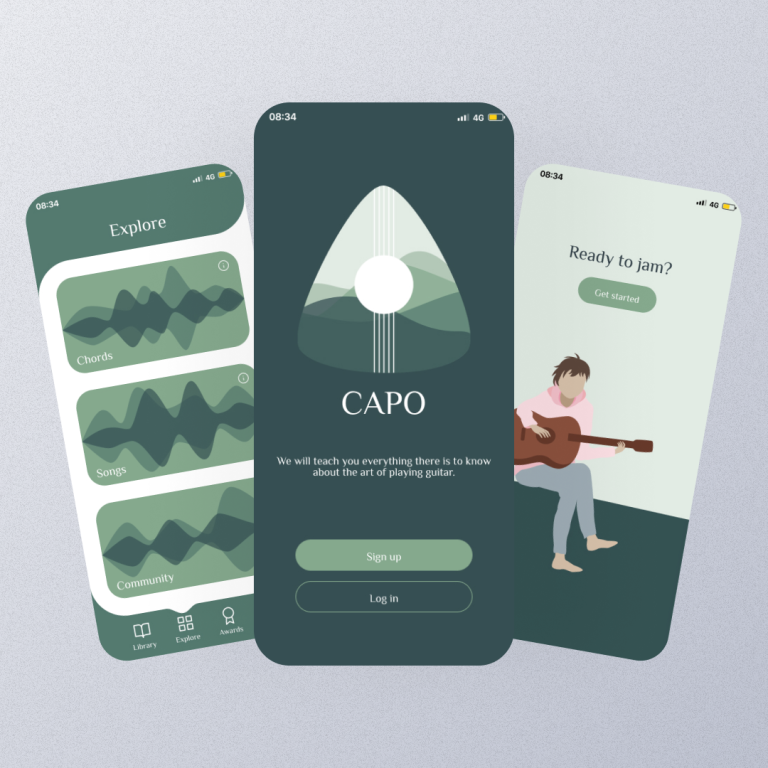 08:34
4G
Explore
Chords
Songs
Community
Library
Explore
Awards
08:34
4G
CAPO
We will teach you everything there is to know
about the art of playing guitar.
Sign up
Log in
08:34
4G
Ready to jam?
Get started